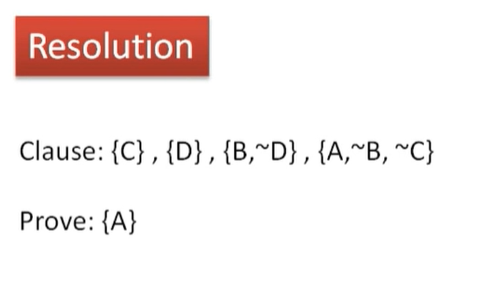 Resolution
Clause: {C} , {D} , {B,~D} , {A,~B, ~C}
Prove: {A}